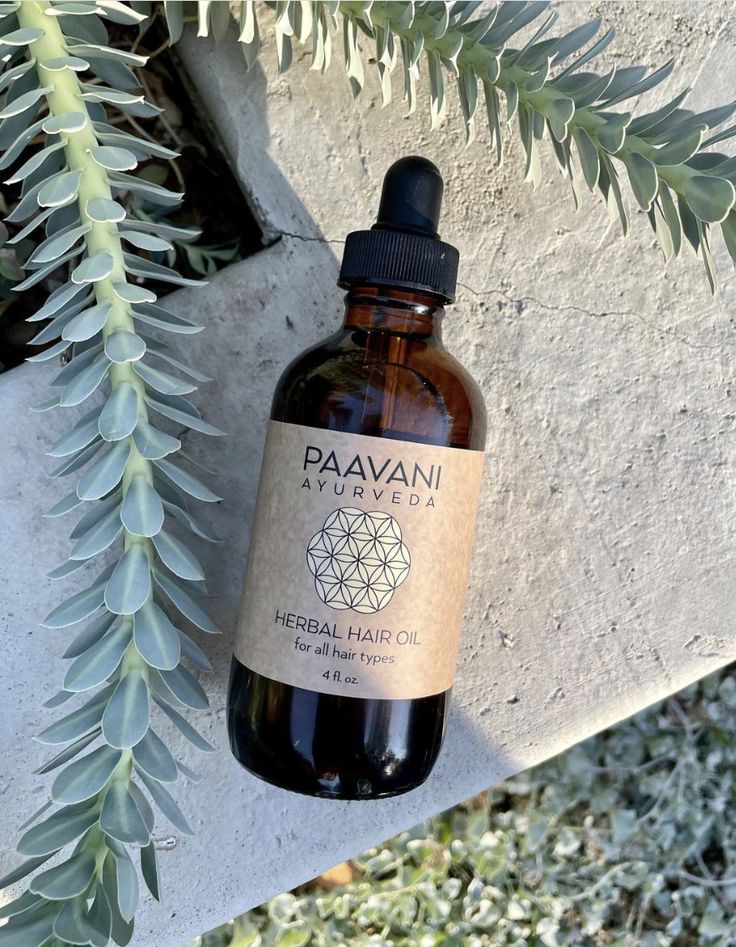 PAAVANI
AYURVEDA
HERBAL HAIR OIL
for all hair types
4 fl. oz.